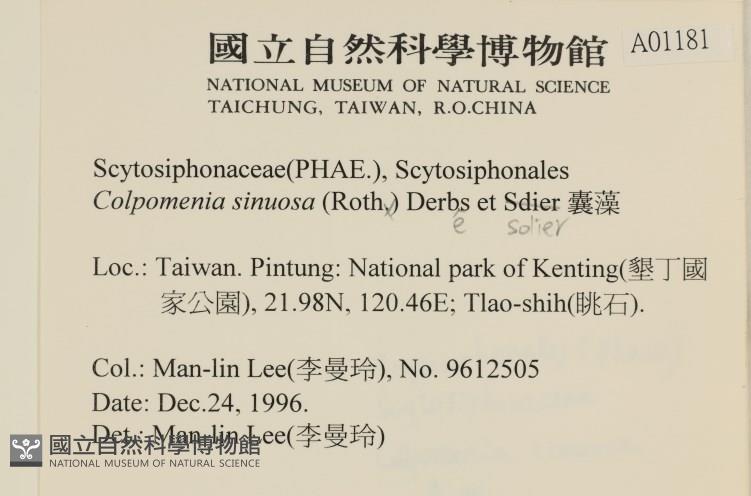 國立自然科學博物館
A01181
NATIONAL MUSEUM OF NATURAL SCIENCE
TAICHUNG, TAIWAN, R.O.CHINA
Scytosiphonaceae(PHAE.), Scytosiphonales
Colpomenia sinuosa (Roth.) Derbs et Sdier 囊藻
é solier
Loc.: Taiwan. Pintung: National park of Kenting(墾丁國
家公園), 21.98N, 120.46E; Tlao-shih(眺石).
Col.: Man-lin Lee(李曼玲), No. 9612505
Date: Dec.24, 1996.
Det.: Man-lin Lee(李曼玲)
國立自然科學博物館
NATIONAL MUSEUM OF NATURAL SCIENCE